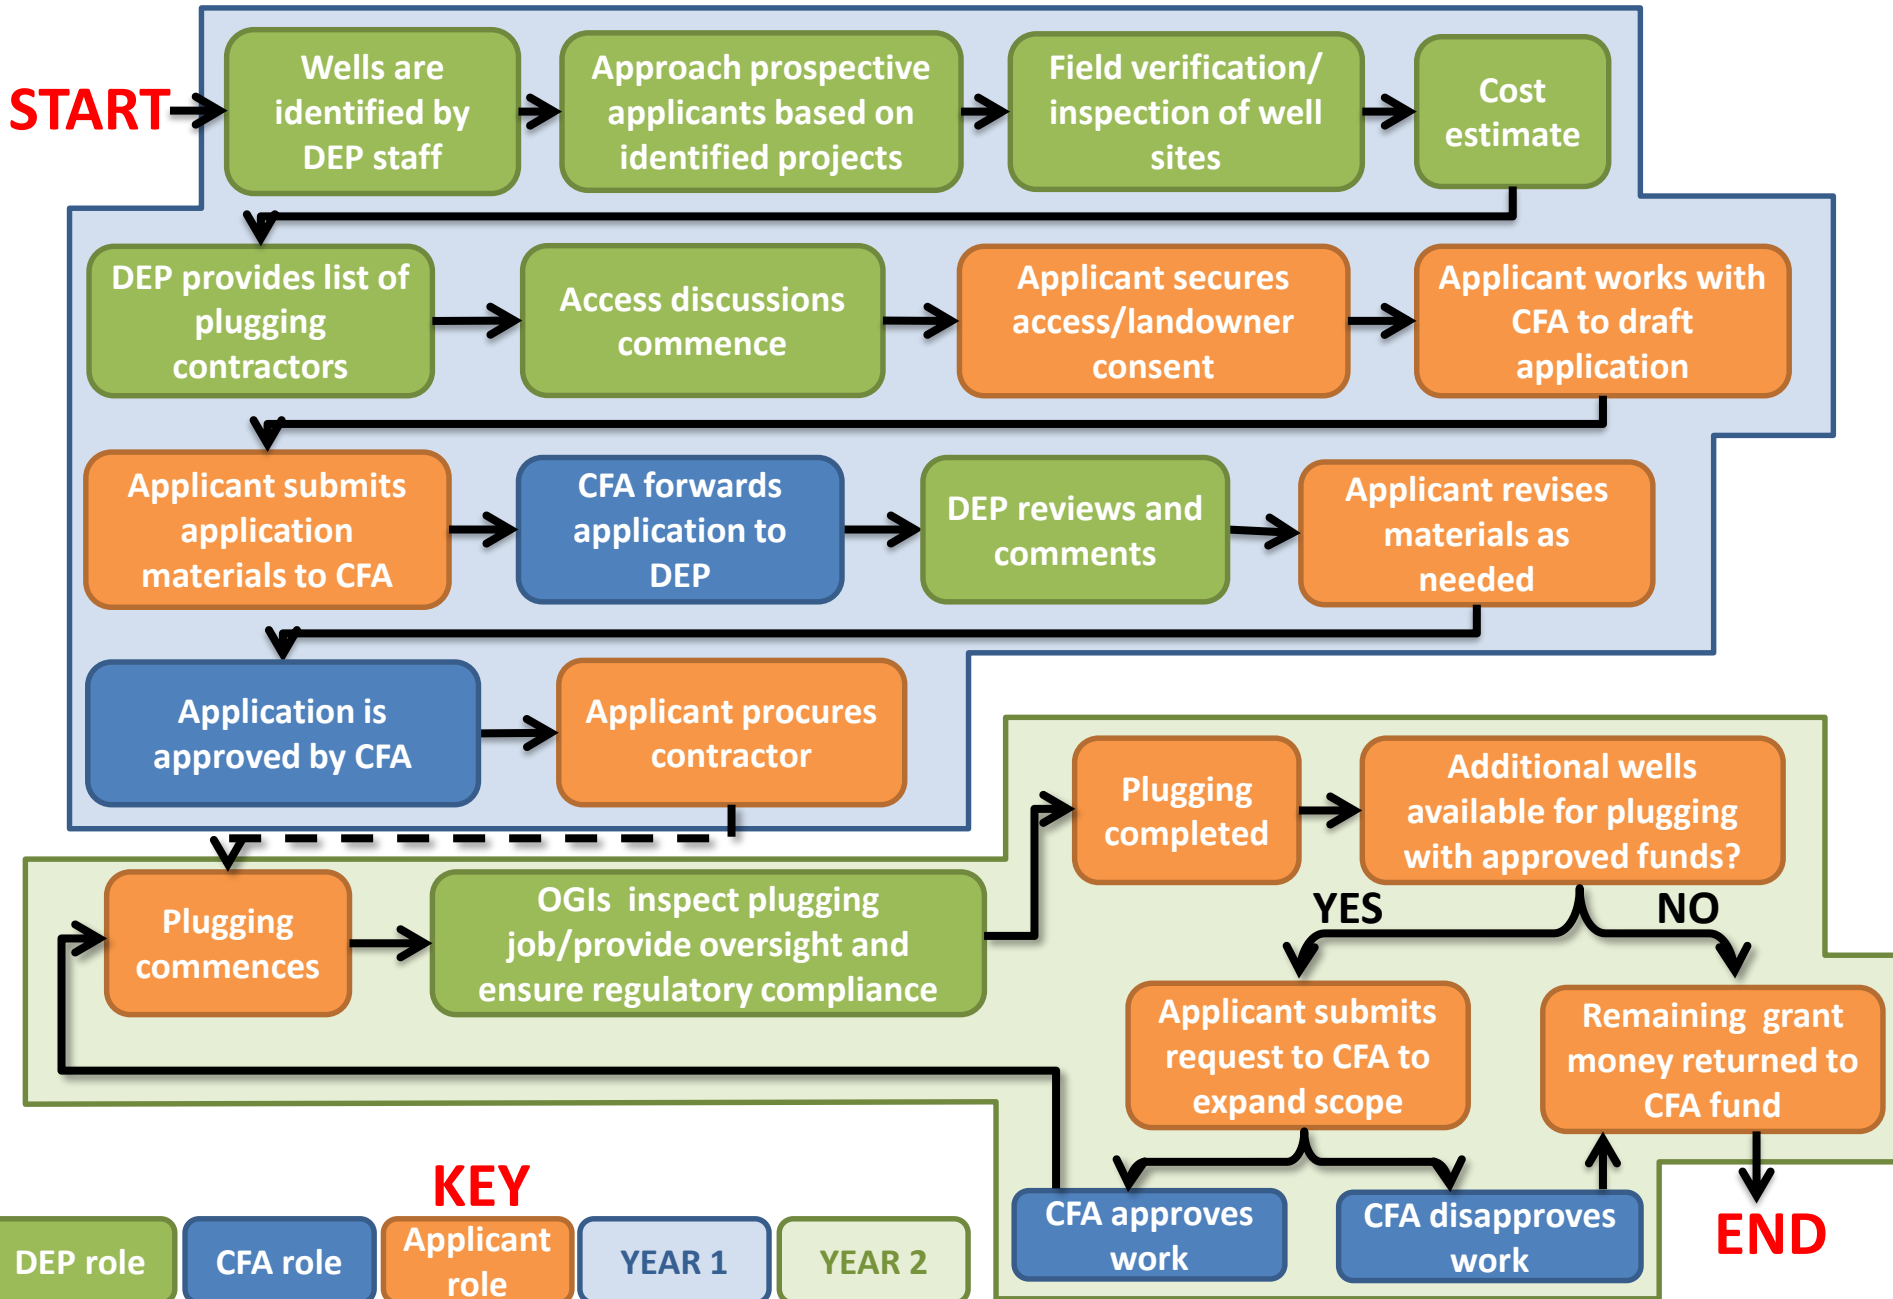 START
Wells are
identified by
DEP staff
Approach prospective
applicants based on
identified projects
Field verification/
inspection of well
sites
Cost
estimate
DEP provides list of
plugging
contractors
Access discussions
commence
Applicant secures
access/landowner
consent
Applicant works with
CFA to draft
application
Applicant submits
application
materials to CFA
CFA forwards
application to
DEP
DEP reviews and
comments
Applicant revises
materials as
needed
Application is
approved by CFA
Applicant procures
contractor
Plugging
commences
OGIs inspect plugging
job/provide oversight and
ensure regulatory compliance
Plugging
completed
Additional wells
available for plugging
with approved funds?
YES
NO
Applicant submits
request to CFA to
expand scope
Remaining grant
money returned to
CFA fund
CFA approves
work
CFA disapproves
work
END
KEY
DEP role
CFA role
Applicant
role
YEAR 1
YEAR 2